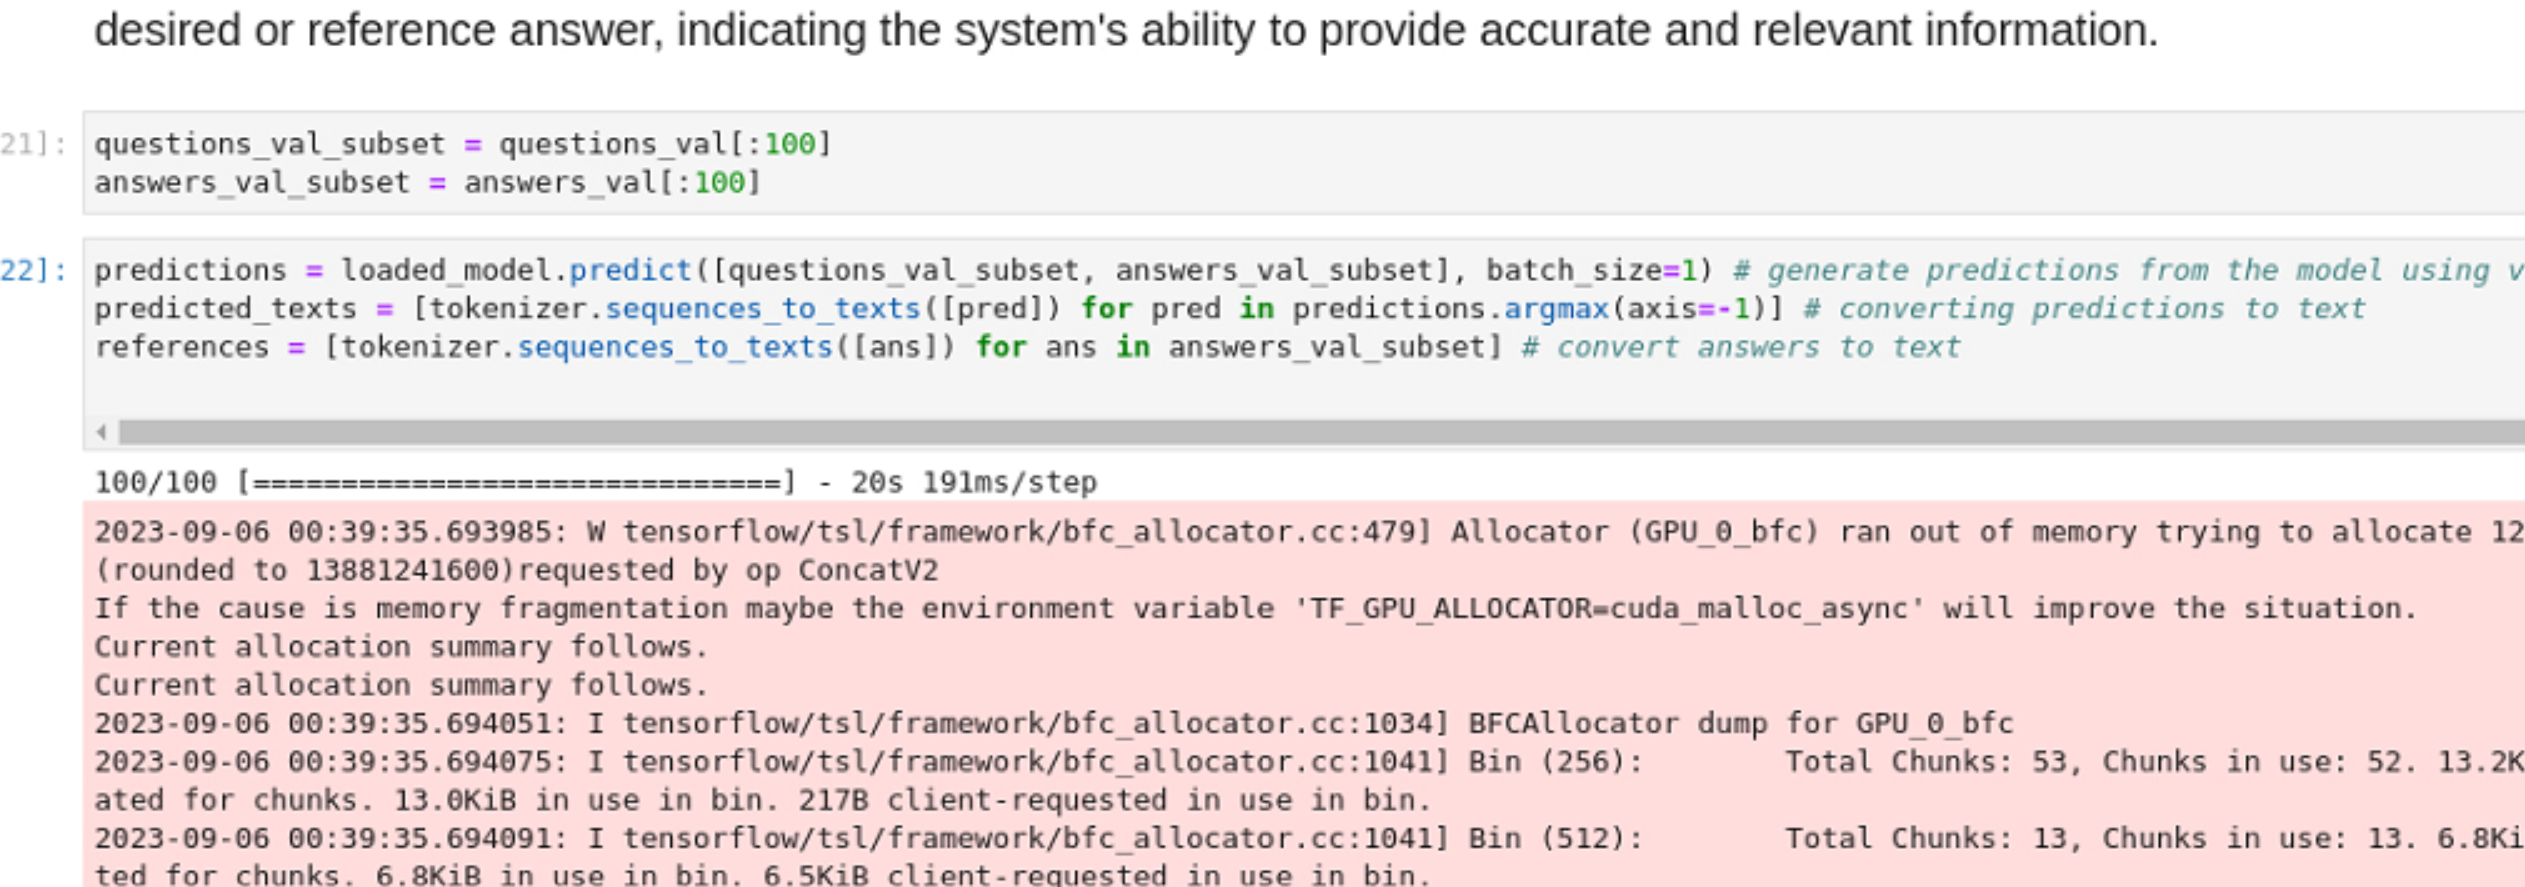 desired or reference answer, indicating the system's ability to provide accurate and relevant information.
21]:
questions_val_subset = questions_val[:100]
answers_val_subset = answers_val[:100]
22]:
predictions = loaded_model.predict([questions_val_subset, answers_val_subset], batch_size=1) # generate predictions from the model using v
predicted_texts = [tokenizer.sequences_to_texts([pred]) for pred in predictions.argmax(axis=-1)] # converting predictions to text
references = [tokenizer.sequences_to_texts([ans]) for ans in answers_val_subset] # convert answers to text
100/100 [==============================] - 20s 191ms/step
2023-09-06 00:39:35.693985: W tensorflow/tsl/framework/bfc_allocator.cc:479] Allocator (GPU_0_bfc) ran out of memory trying to allocate 12
(rounded to 13881241600)requested by op ConcatV2
If the cause is memory fragmentation maybe the environment variable 'TF_GPU_ALLOCATOR=cuda_malloc_async' will improve the situation.
Current allocation summary follows.
Current allocation summary follows.
2023-09-06 00:39:35.694051: I tensorflow/tsl/framework/bfc_allocator.cc:1034] BFCAllocator dump for GPU_0_bfc
2023-09-06 00:39:35.694075: I tensorflow/tsl/framework/bfc_allocator.cc:1041] Bin (256): Total Chunks: 53, Chunks in use: 52. 13.2K
ated for chunks. 13.0KiB in use in bin. 217B client-requested in use in bin.
2023-09-06 00:39:35.694091: I tensorflow/tsl/framework/bfc_allocator.cc:1041] Bin (512): Total Chunks: 13, Chunks in use: 13. 6.8Ki
ted for chunks. 6.8KiB in use in bin. 6.5KiB client-requested in use in bin.